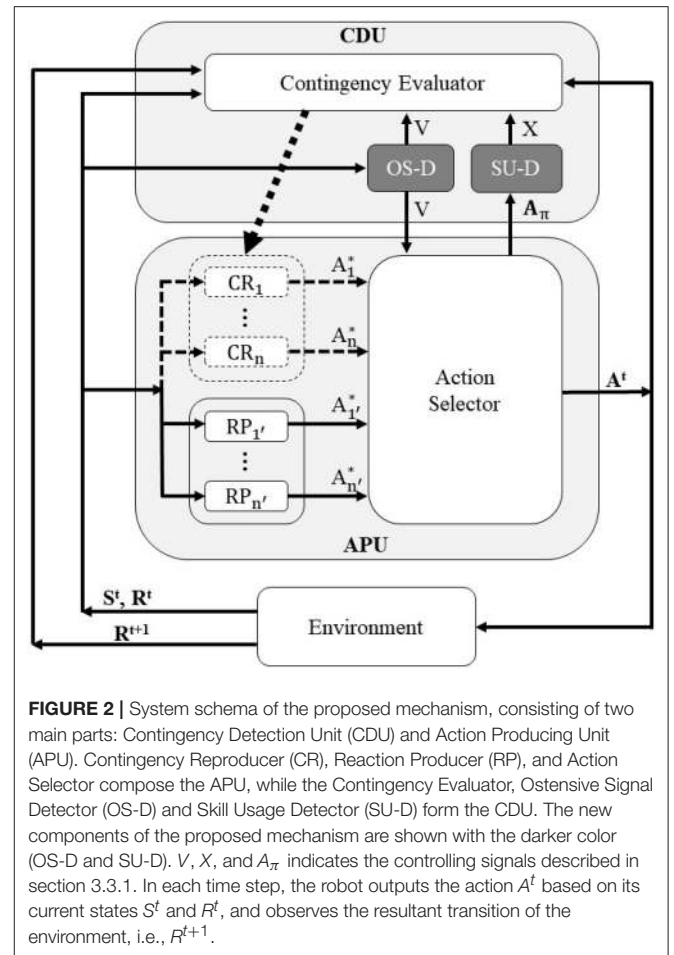 CDU
Contingency Evaluator
V
X
OS-D
SU-D
V
A_π
CR₁
A₁*
⋮
CRₙ
Aₙ*
Action
Selector
Aᵗ
RP₁′
A₁′*
⋮
RPₙ′
Aₙ′*
APU
Sᵗ, Rᵗ
Rᵗ⁺¹
Environment
FIGURE 2 | System schema of the proposed mechanism, consisting of two
main parts: Contingency Detection Unit (CDU) and Action Producing Unit
(APU). Contingency Reproducer (CR), Reaction Producer (RP), and Action
Selector compose the APU, while the Contingency Evaluator, Ostensive Signal
Detector (OS-D) and Skill Usage Detector (SU-D) form the CDU. The new
components of the proposed mechanism are shown with the darker color
(OS-D and SU-D). V, X, and A_π indicates the controlling signals described in
section 3.3.1. In each time step, the robot outputs the action Aᵗ based on its
current states Sᵗ and Rᵗ, and observes the resultant transition of the
environment, i.e., Rᵗ⁺¹.